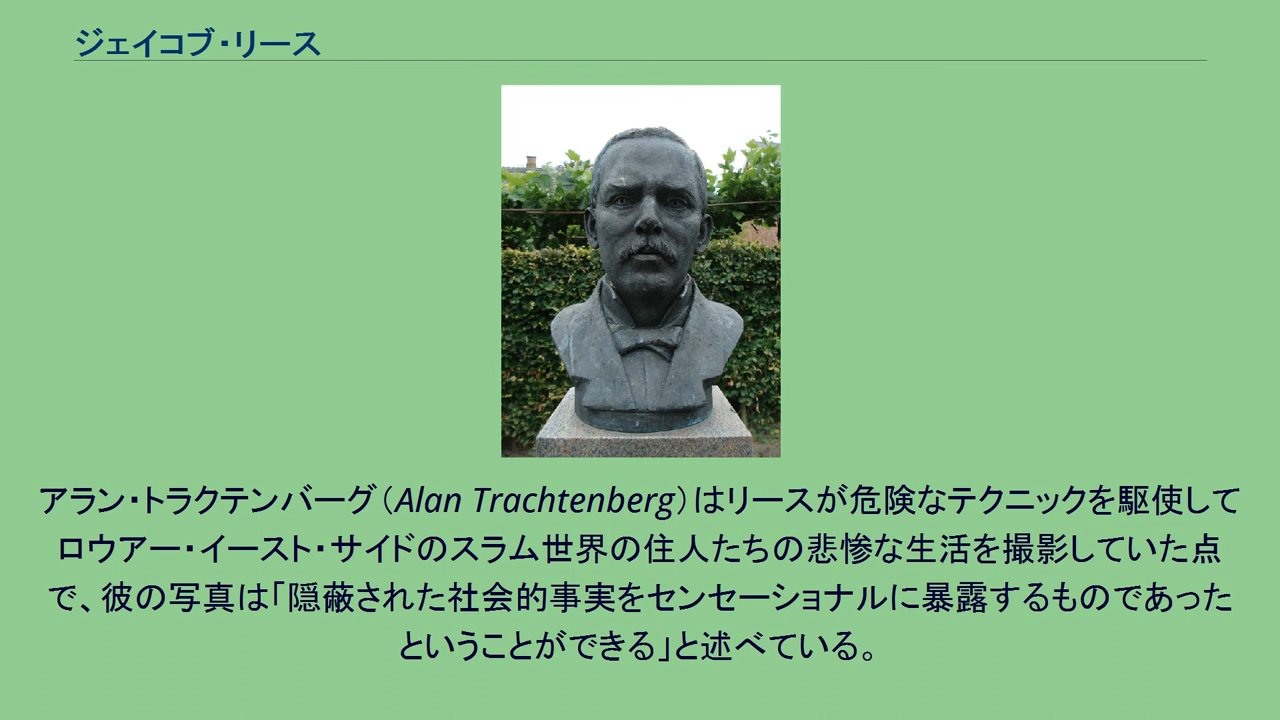 ジェイコブ・リース
アラン・トラクテンバーグ（Alan Trachtenberg）はリースが危険なテクニックを駆使して
ロウアー・イースト・サイドのスラム世界の住人たちの悲惨な生活を撮影していた点
で、彼の写真は「隠蔽された社会的事実をセンセーショナルに暴露するものであった
ということができる」と述べている。